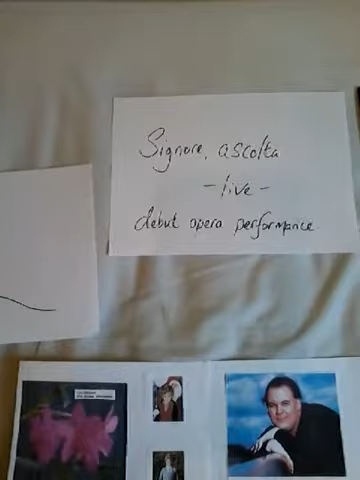 Signore, ascolta
- live -
debut opera performance